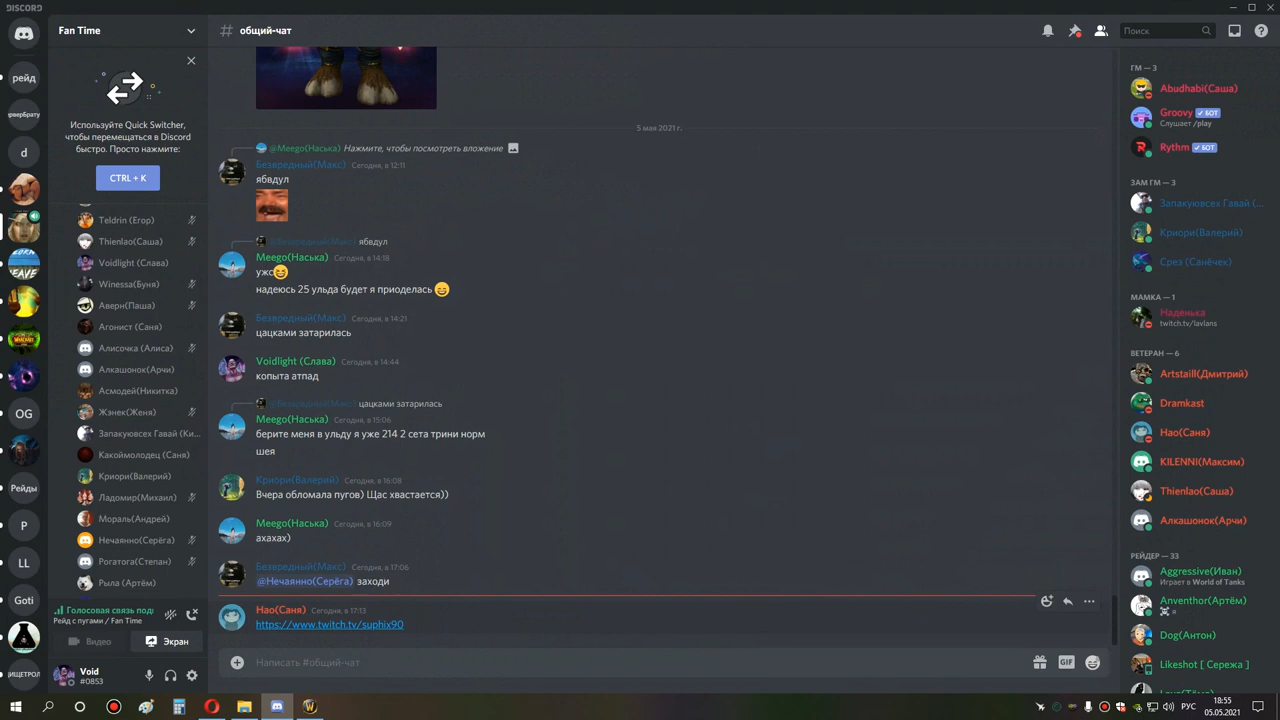 DISCORD
Fan Time
Используйте Quick Switcher,
чтобы перемещаться в Discord
быстро. Просто нажмите:
CTRL + K
рейд
d
OG
Рейды
P
LL
Goti
Teldrin (Егор)
Thienlao(Саша)
Voidlight (Слава)
Winessa(Буня)
Аверн(Паша)
Агонист (Саня)
Алисочка (Алиса)
Алкашонок(Арчи)
Асмодей(Никитка)
Жэнек(Женя)
Запакуювсех Гавай (Ки...
Какоймолодец (Саня)
Криори(Валерий)
Ладомир(Михаил)
Мораль(Андрей)
Нечаянно(Серёга)
Рогатога(Степан)
Рыла (Артём)
Голосовая связь под
Рейд с пугами / Fan Time
Видео
Экран
Void
#0853
# общий-чат
Поиск
5 мая 2021 г.
@Meego(Наська) Нажмите, чтобы посмотреть вложение
Безвредный(Макс) Сегодня, в 12:11
ябвдул
@Безвредный(Макс) ябвдул
Meego(Наська) Сегодня, в 14:18
ужс
надеюсь 25 ульда будет я приоделась
Безвредный(Макс) Сегодня, в 14:21
цацками затарилась
Voidlight (Слава) Сегодня, в 14:44
копыта атпад
@Безвредный(Макс) цацками затарилась
Meego(Наська) Сегодня, в 15:06
берите меня в ульду я уже 214 2 сета трини норм
шея
Криори(Валерий) Сегодня, в 16:08
Вчера обломала пугов) Щас хвастается))
Meego(Наська) Сегодня, в 16:09
ахахах)
Безвредный(Макс) Сегодня, в 17:06
@Нечаянно(Серёга) заходи
Нао(Саня) Сегодня, в 17:13
https://www.twitch.tv/suphix90
Написать #общий-чат
GIF
ГМ — 3
Abudhabi(Саша)
Groovy БОТ
Слушает /play
Rythm БОТ
ЗАМ ГМ — 3
Запакуювсех Гавай (...
Криори(Валерий)
Срез (Санёчек)
МАМКА — 1
Наденька
twitch.tv/lavlans
ВЕТЕРАН — 6
Artstaill(Дмитрий)
Dramkast
Нао(Саня)
KILENNI(Максим)
Thienlao(Саша)
Алкашонок(Арчи)
РЕЙДЕР — 33
Aggressive(Иван)
Играет в World of Tanks
Anventhor(Артём)
я
Dog(Антон)
Likeshot [ Сережа ]
РУС
18:55
05.05.2021